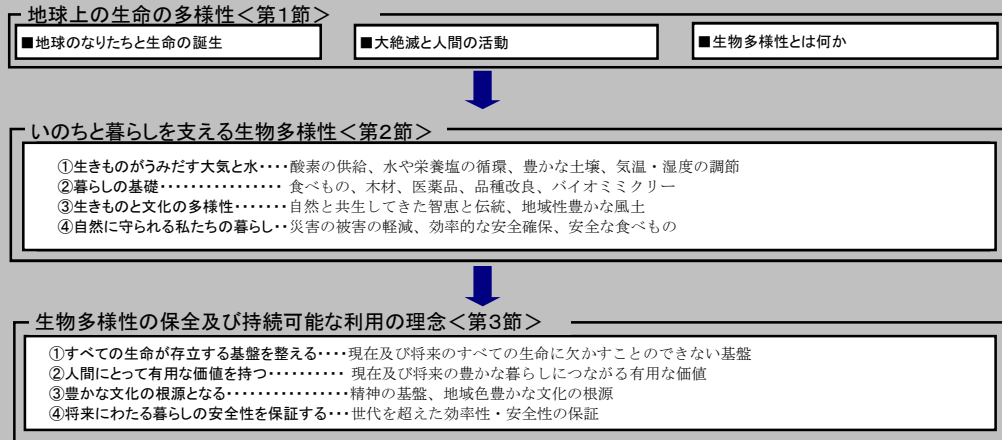 地球上の生命の多様性＜第１節＞
■地球のなりたちと生命の誕生
■大絶滅と人間の活動
■生物多様性とは何か
いのちと暮らしを支える生物多様性＜第２節＞
①生きものがうみだす大気と水････酸素の供給、水や栄養塩の循環、豊かな土壌、気温・湿度の調節
②暮らしの基礎･･･････････････ 食べもの、木材、医薬品、品種改良、バイオミミクリー
③生きものと文化の多様性･･･････自然と共生してきた智恵と伝統、地域性豊かな風土
④自然に守られる私たちの暮らし･･災害の被害の軽減、効率的な安全確保、安全な食べもの
生物多様性の保全及び持続可能な利用の理念＜第３節＞
①すべての生命が存立する基盤を整える････現在及び将来のすべての生命に欠かすことのできない基盤
②人間にとって有用な価値を持つ･･････････ 現在及び将来の豊かな暮らしにつながる有用な価値
③豊かな文化の根源となる････････････････精神の基盤、地域色豊かな文化の根源
④将来にわたる暮らしの安全性を保証する･･･世代を超えた効率性・安全性の保証